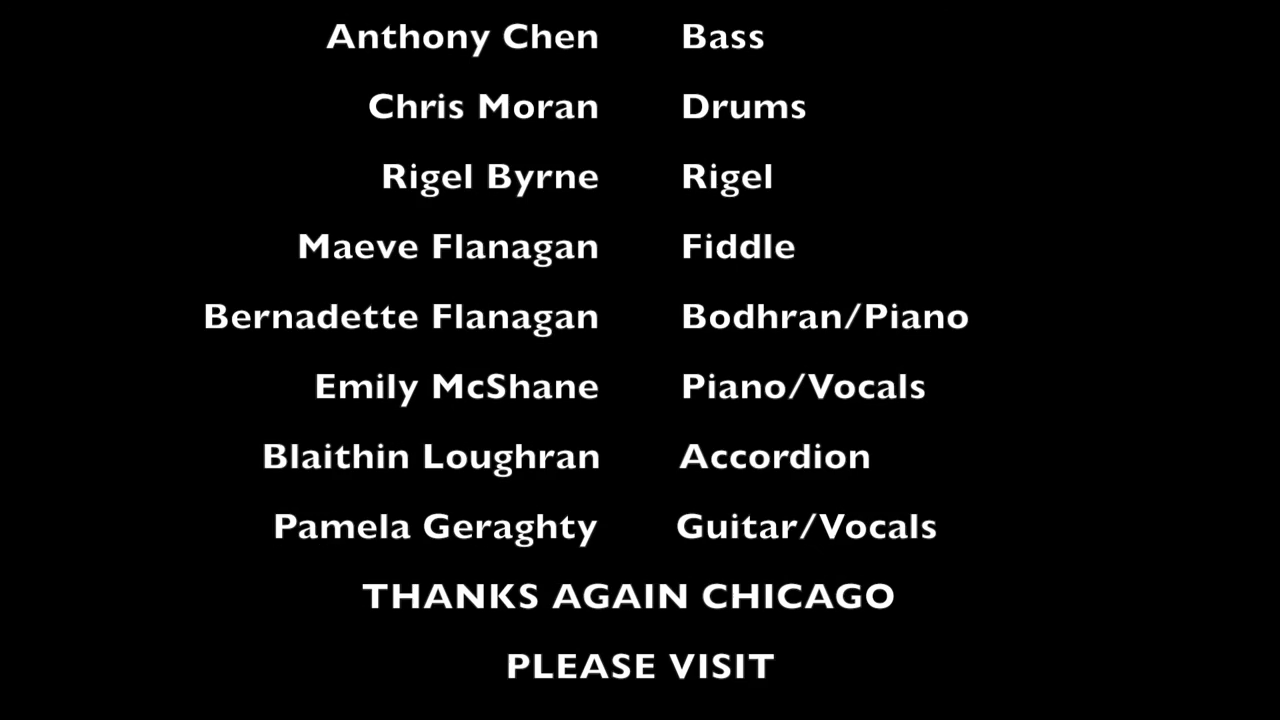 Anthony Chen Bass
Chris Moran Drums
Rigel Byrne Rigel
Maeve Flanagan Fiddle
Bernadette Flanagan Bodhran/Piano
Emily McShane Piano/Vocals
Blaithin Loughran Accordion
Pamela Geraghty Guitar/Vocals
THANKS AGAIN CHICAGO
PLEASE VISIT